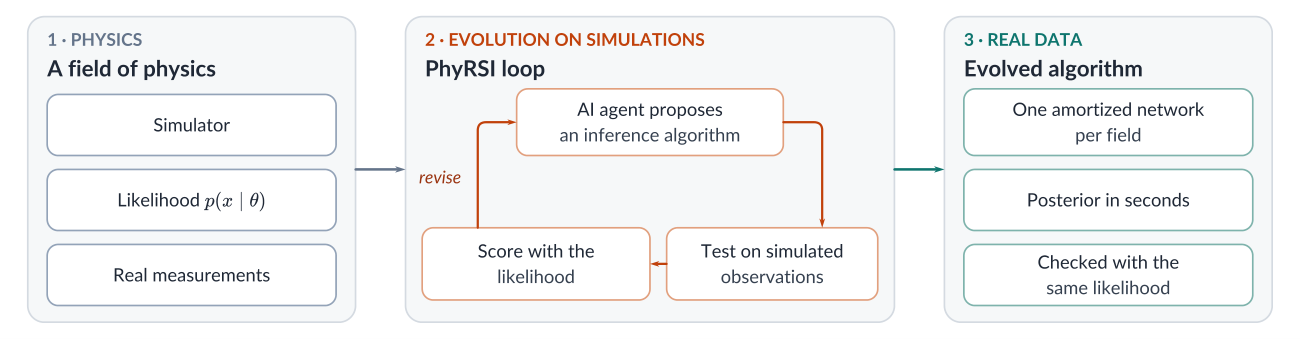 1 · PHYSICS
A field of physics
Simulator
Likelihood p(x | θ)
Real measurements
2 · EVOLUTION ON SIMULATIONS
PhyRSI loop
AI agent proposes
an inference algorithm
revise
Score with the
likelihood
Test on simulated
observations
3 · REAL DATA
Evolved algorithm
One amortized network
per field
Posterior in seconds
Checked with the
same likelihood